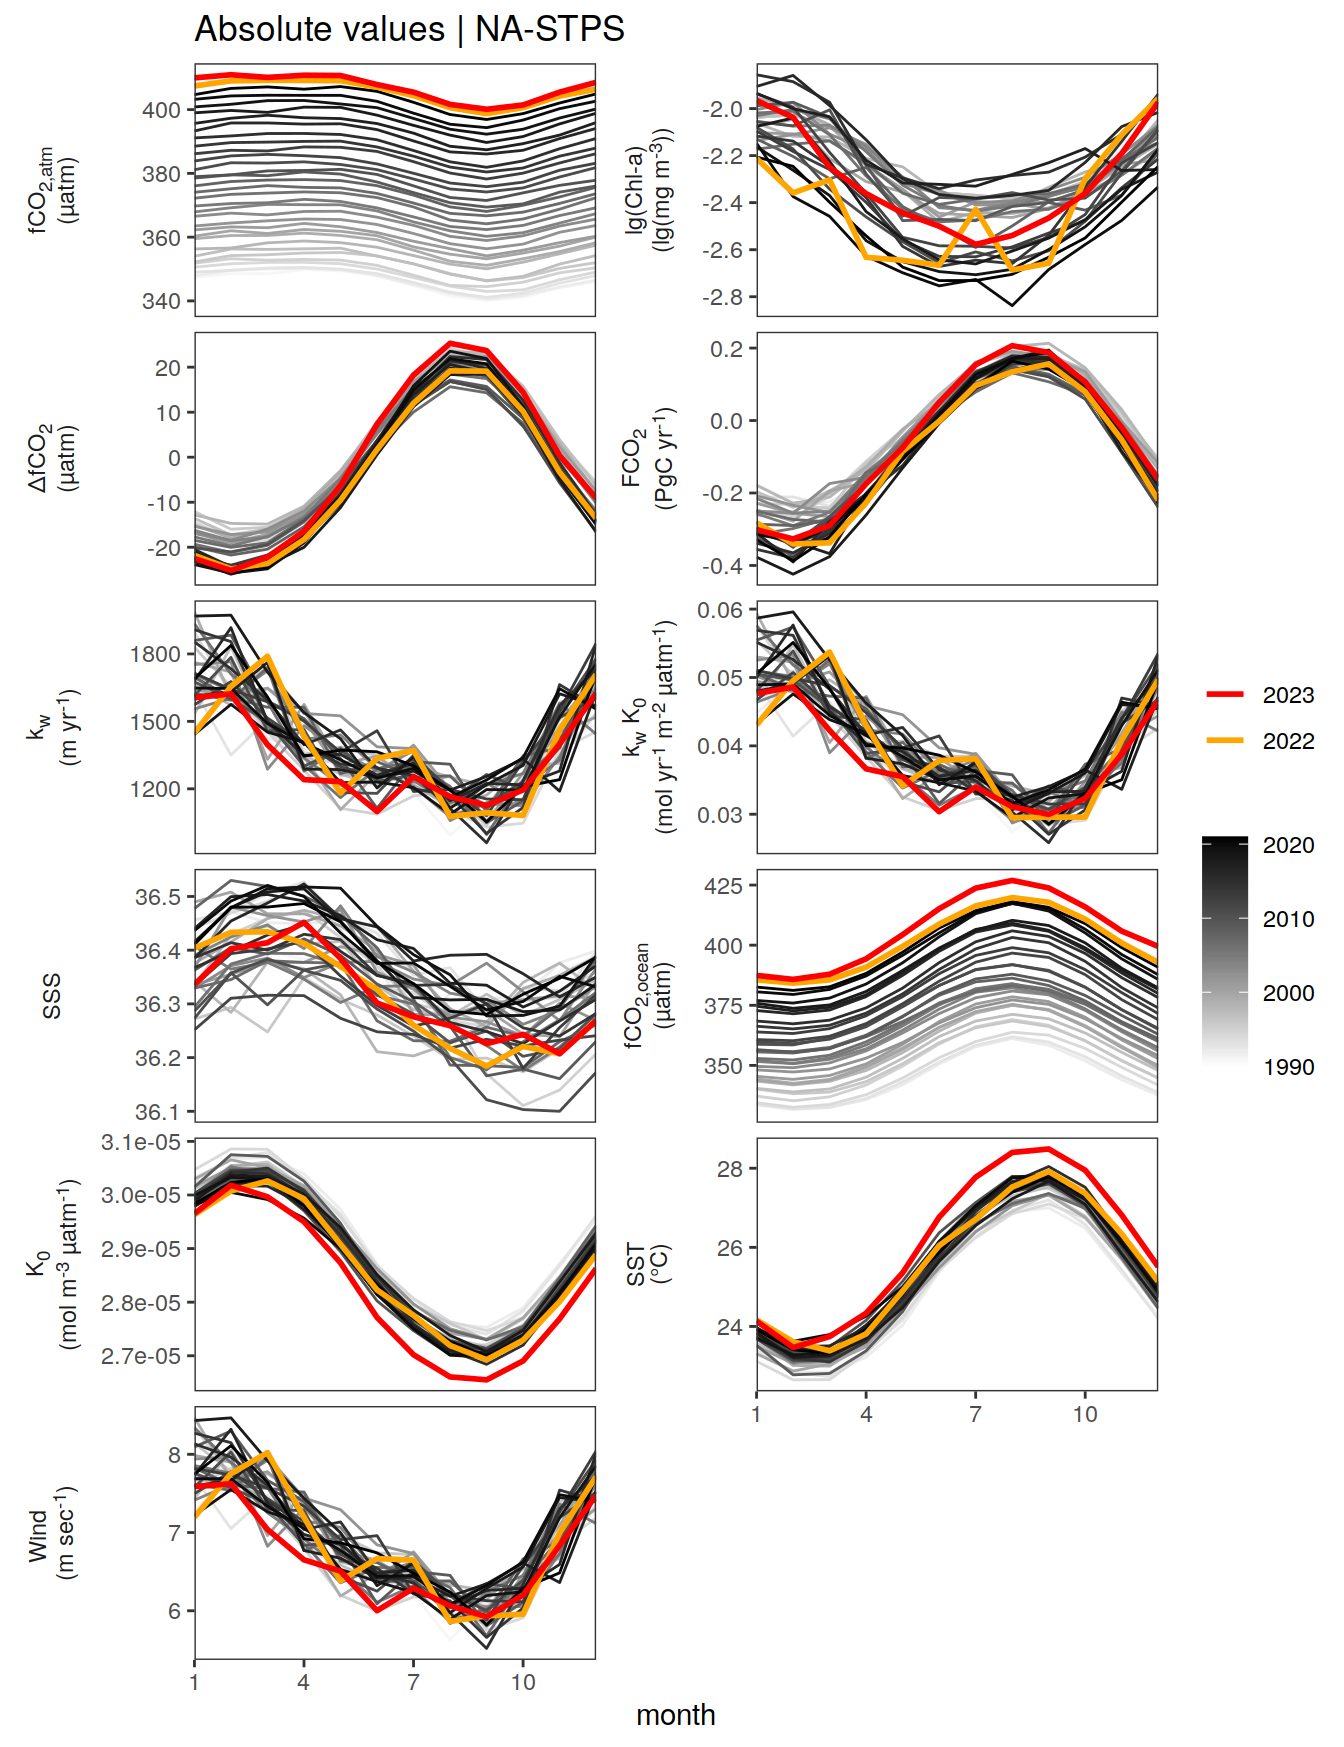 Absolute values | NA-STPS
fCO2,atm
(µatm)
400
380
360
340
lg(Chl-a)
(lg(mg m-3))
-2.0
-2.2
-2.4
-2.6
-2.8
ΔfCO2
(µatm)
20
10
0
-10
-20
FCO2
(PgC yr-1)
0.2
0.0
-0.2
-0.4
kw
(m yr-1)
1800
1500
1200
kw K0
(mol yr-1 m-2 µatm-1)
0.06
0.05
0.04
0.03
SSS
36.5
36.4
36.3
36.2
36.1
fCO2,ocean
(µatm)
425
400
375
350
K0
(mol m-3 µatm-1)
3.1e-05
3.0e-05
2.9e-05
2.8e-05
2.7e-05
SST
(°C)
28
26
24
1 4 7 10
Wind
(m sec-1)
8
7
6
1 4 7 10
month
2023
2022
2020
2010
2000
1990